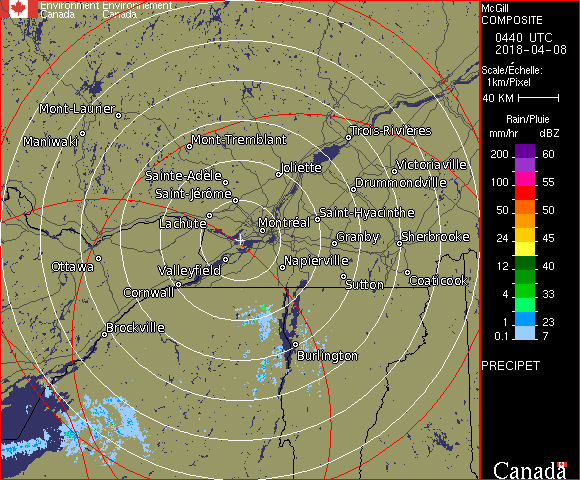 Environment Environnement
Canada Canada
McGill
COMPOSITE
0440 UTC
2018-04-08
Scale/Échelle:
1km/Pixel
40 KM
Rain/Pluie
mm/hr dBZ
200 60
100 55
50 50
24 45
12 40
4 33
1 23
0.1 7
PRECIPET
Canada
Mont-Laurier
Maniwaki
Mont-Tremblant
Trois-Rivières
Sainte-Adèle
Joliette
Victoriaville
Saint-Jérôme
Drummondville
Lachute
Montréal
Saint-Hyacinthe
Granby
Sherbrooke
Ottawa
Valleyfield
Napierville
Cornwall
Sutton
Coaticook
Brockville
Burlington